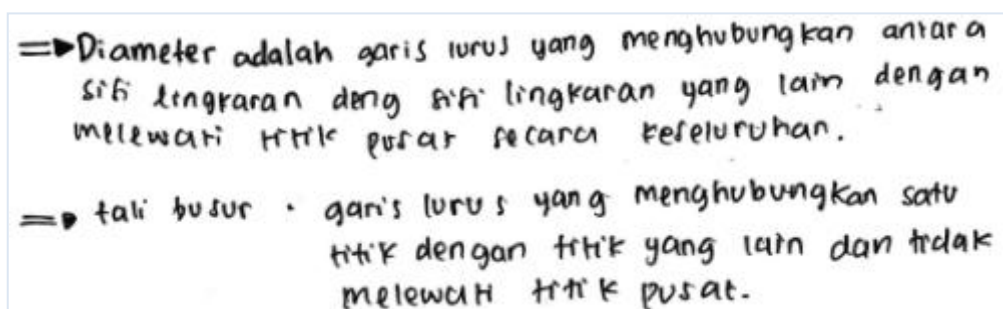 ⇒ Diameter adalah garis lurus yang menghubungkan antara
sisi lingkaran deng sisi lingkaran yang lain dengan
melewati titik pusat secara keseluruhan.
⇒ tali busur . garis lurus yang menghubungkan satu
titik dengan titik yang lain dan tidak
melewati titik pusat.